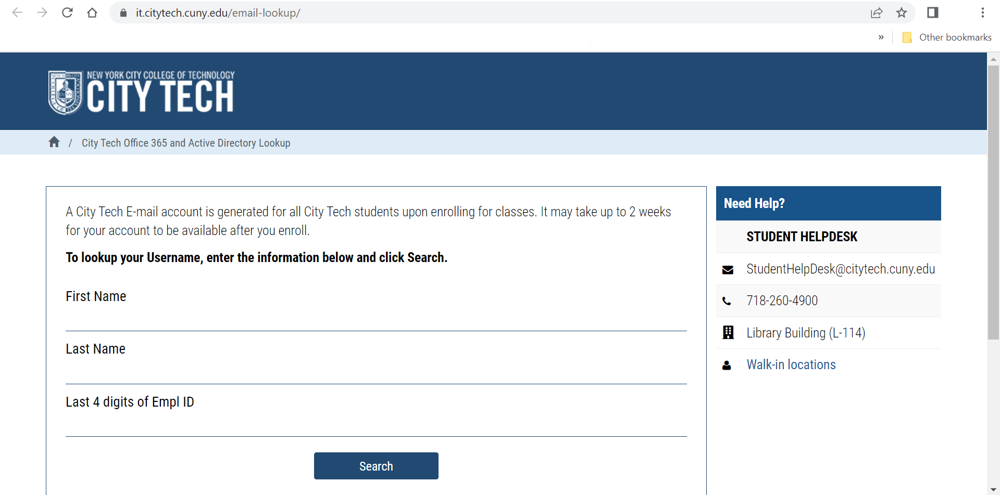 it.citytech.cuny.edu/email-lookup/
» Other bookmarks
NEW YORK CITY COLLEGE OF TECHNOLOGY
CITY TECH
/ City Tech Office 365 and Active Directory Lookup
A City Tech E-mail account is generated for all City Tech students upon enrolling for classes. It may take up to 2 weeks
for your account to be available after you enroll.
To lookup your Username, enter the information below and click Search.
First Name
Last Name
Last 4 digits of Empl ID
Search
Need Help?
STUDENT HELPDESK
StudentHelpDesk@citytech.cuny.edu
718-260-4900
Library Building (L-114)
Walk-in locations